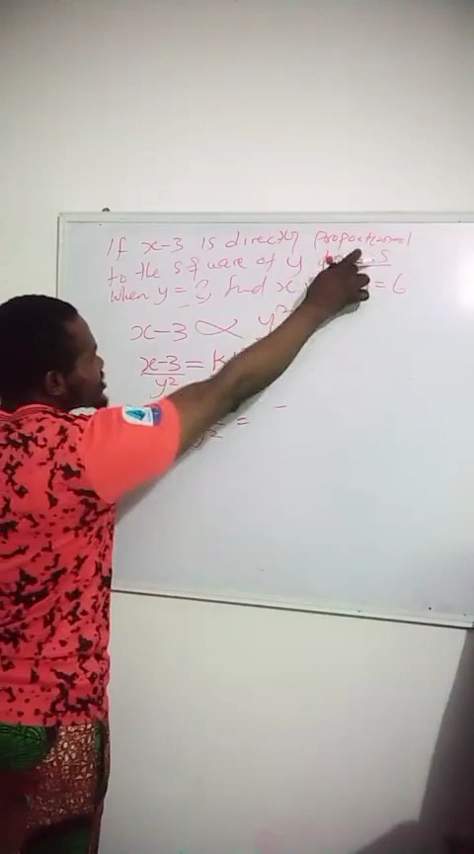 If x-3 is directly proportional
to the square of y
when y = 3, find x = 6
x-3 ∝ y²
x-3/y² = K
=